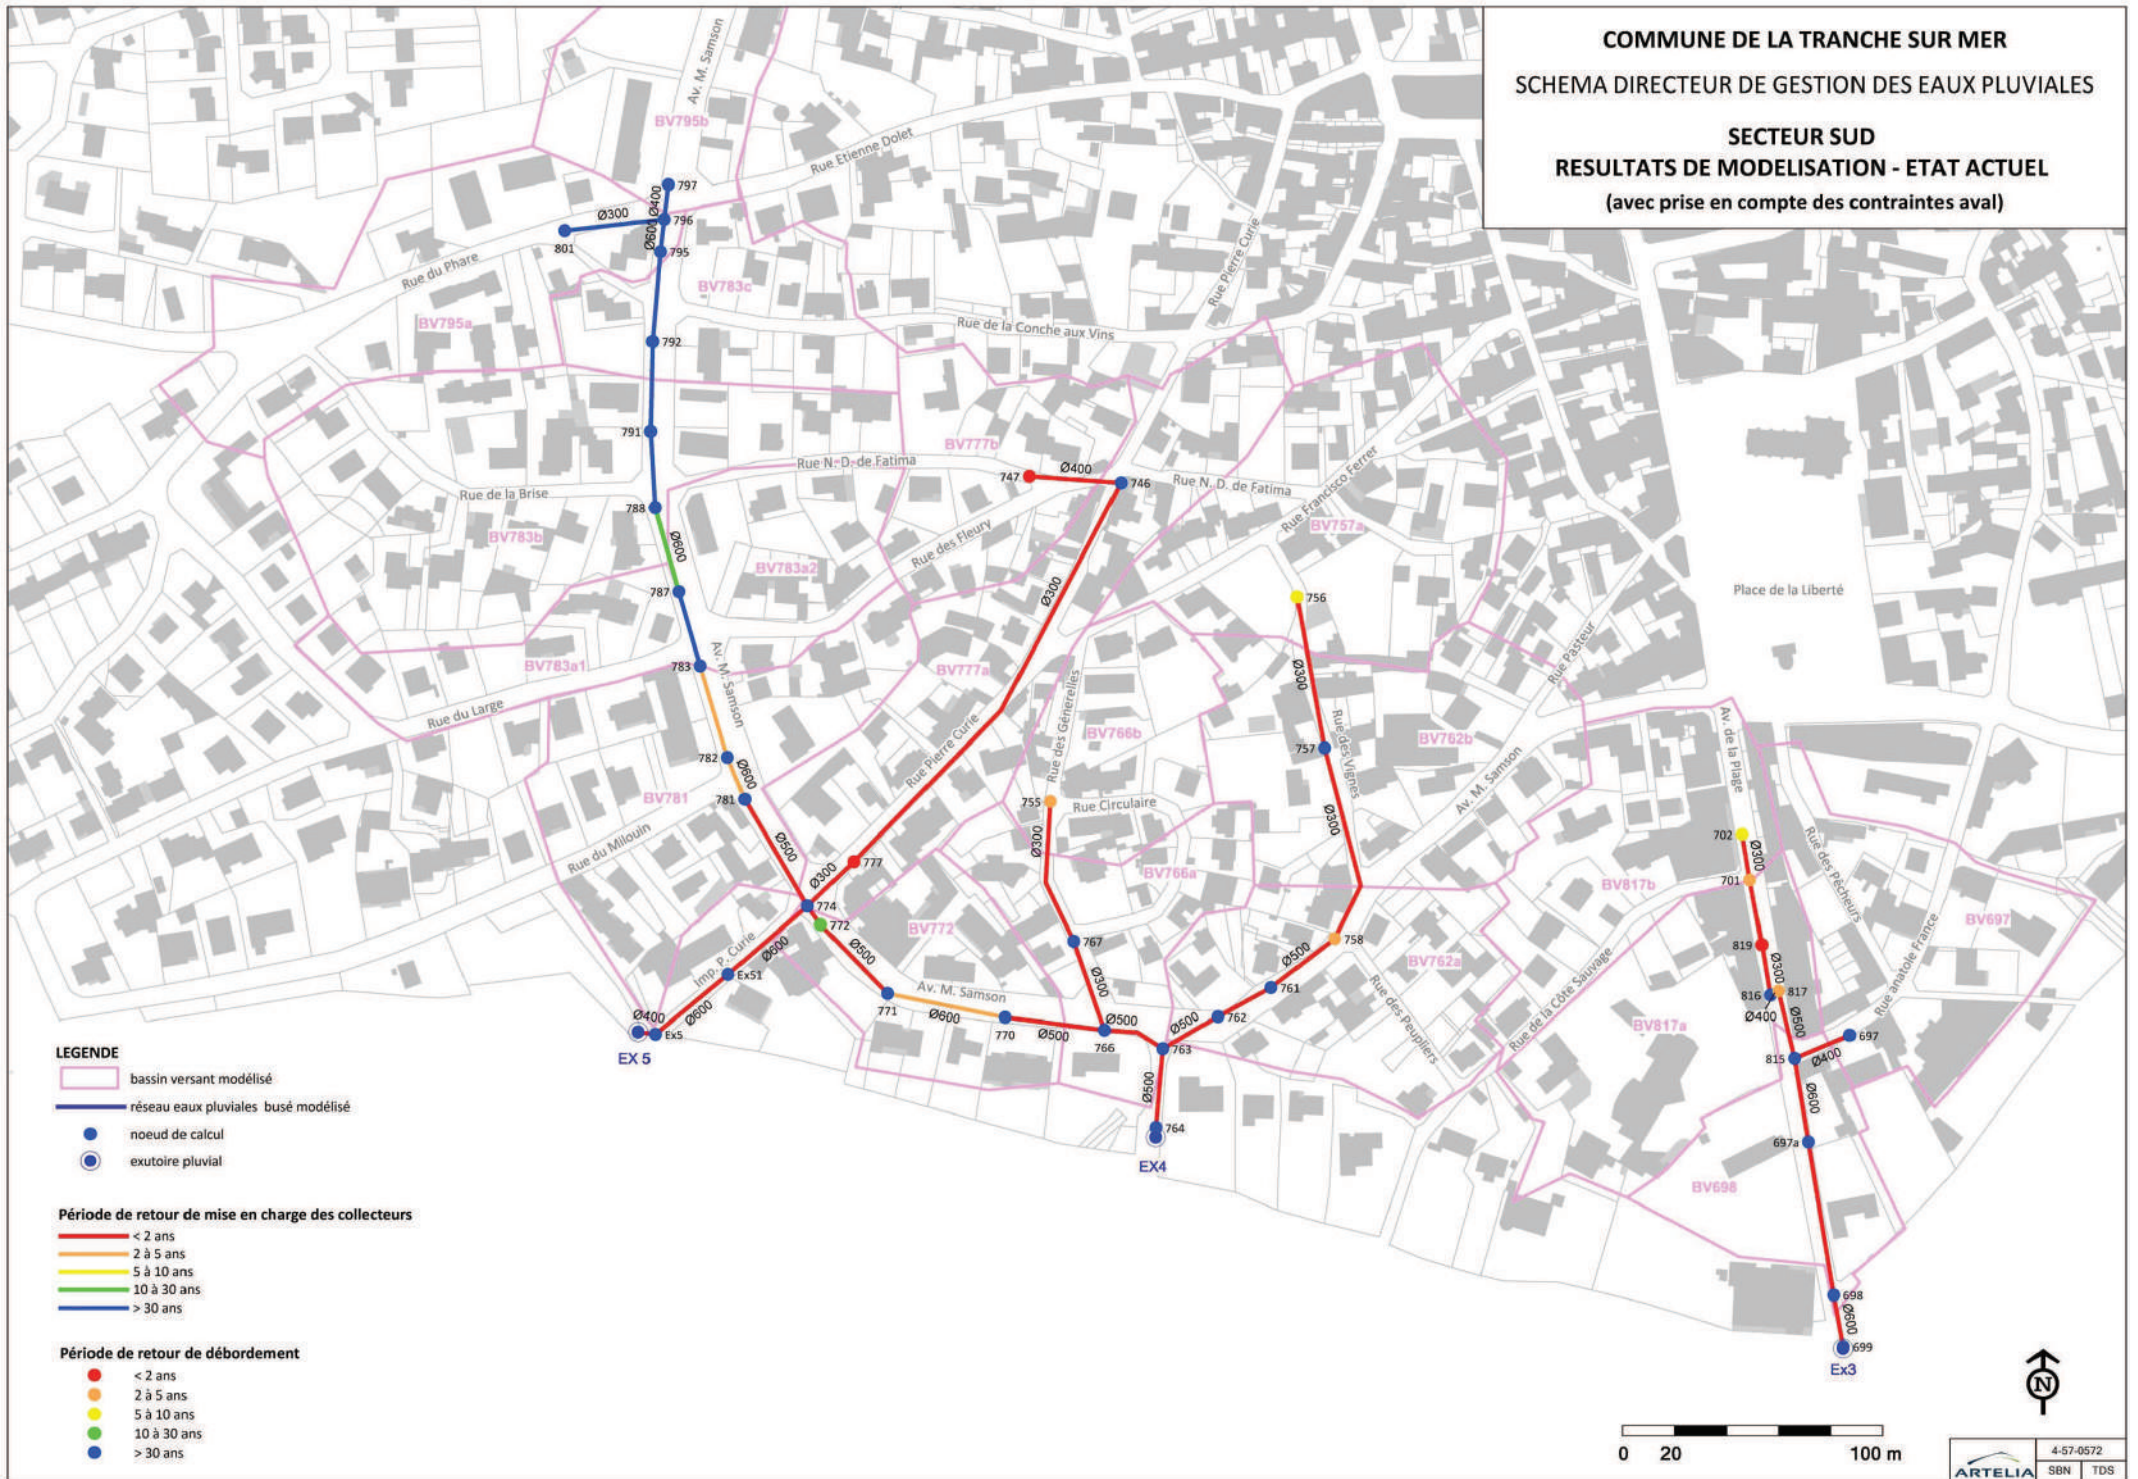 COMMUNE DE LA TRANCHE SUR MER
SCHEMA DIRECTEUR DE GESTION DES EAUX PLUVIALES
SECTEUR SUD
RESULTATS DE MODELISATION - ETAT ACTUEL
(avec prise en compte des contraintes aval)
Av. M. Samson
BV795b
Rue Etienne Dolet
797
Ø400
Ø300
796
801
Ø600
795
Rue du Phare
BV783c
BV795a
Rue Pierre Curie
Rue de la Conche aux Vins
792
791
BV777b
Rue N. D. de Fatima
747
Ø400
746
Rue N. D. de Fatima
Rue Francisco Ferrer
Rue de la Brise
788
BV783b
Ø600
BV757a
Rue des Fleury
BV783a2
787
Ø300
756
Place de la Liberté
783
BV783a1
Av. M. Samson
BV777a
Ø300
Rue Pasteur
Rue du Large
Rue des Génerelles
BV766b
Rue des Vignes
757
BV762b
Av. de la Plage
Rue Pierre Curie
782
Ø600
781
BV781
755
Rue Circulaire
Av. M. Samson
Ø300
Rue du Milouin
Ø500
Ø300
702
Ø300
Rue des Pêcheurs
777
Ø300
BV766a
701
BV817b
774
772
BV772
Ø500
767
758
819
BV697
Imp. P. Curie
Ø600
Ex51
Ø500
BV762a
Rue de la Côte Sauvage
Rue anatole France
Ø300
771
Av. M. Samson
Ø600
Ø300
761
Rue des Peupliers
816
817
Ø400
Ø500
Ø400
Ø600
Ex5
EX 5
770
Ø500
Ø500
766
Ø500
762
763
BV817a
697
815
Ø400
Ø500
Ø600
764
EX4
697a
BV698
698
Ø600
699
Ex3
LEGENDE
bassin versant modélisé
réseau eaux pluviales busé modélisé
noeud de calcul
exutoire pluvial
Période de retour de mise en charge des collecteurs
< 2 ans
2 à 5 ans
5 à 10 ans
10 à 30 ans
> 30 ans
Période de retour de débordement
< 2 ans
2 à 5 ans
5 à 10 ans
10 à 30 ans
> 30 ans
N
0 20 100 m
ARTELIA
4-57-0572
SBN TDS